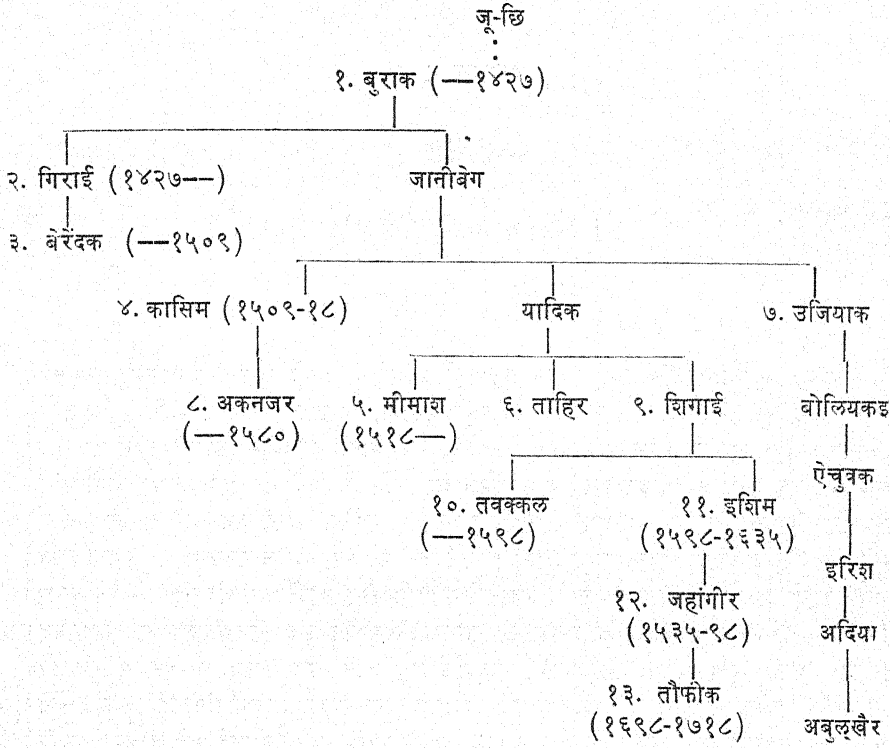 जू-छि
१. बुराक (—१४२७)
२. गिराई (१४२७--) जानीबेग
३. बेरेंदक (—१५०९)
४. कासिम (१५०९-१८) यादिक ७. उजियाक
८. अकनजर ५. मीमाश ६. ताहिर ९. शिगाई बोलियकइ
(—१५८०) (१५१८—)
ऐचुत्रक
१०. तवक्कल ११. इशिम
(—१५९८) (१५९८-१६३५)
इरिश
१२. जहांगीर
(१५३५-९८) अदिया
१३. तौफीक
(१६९८-१७१८) अबुल्खैर